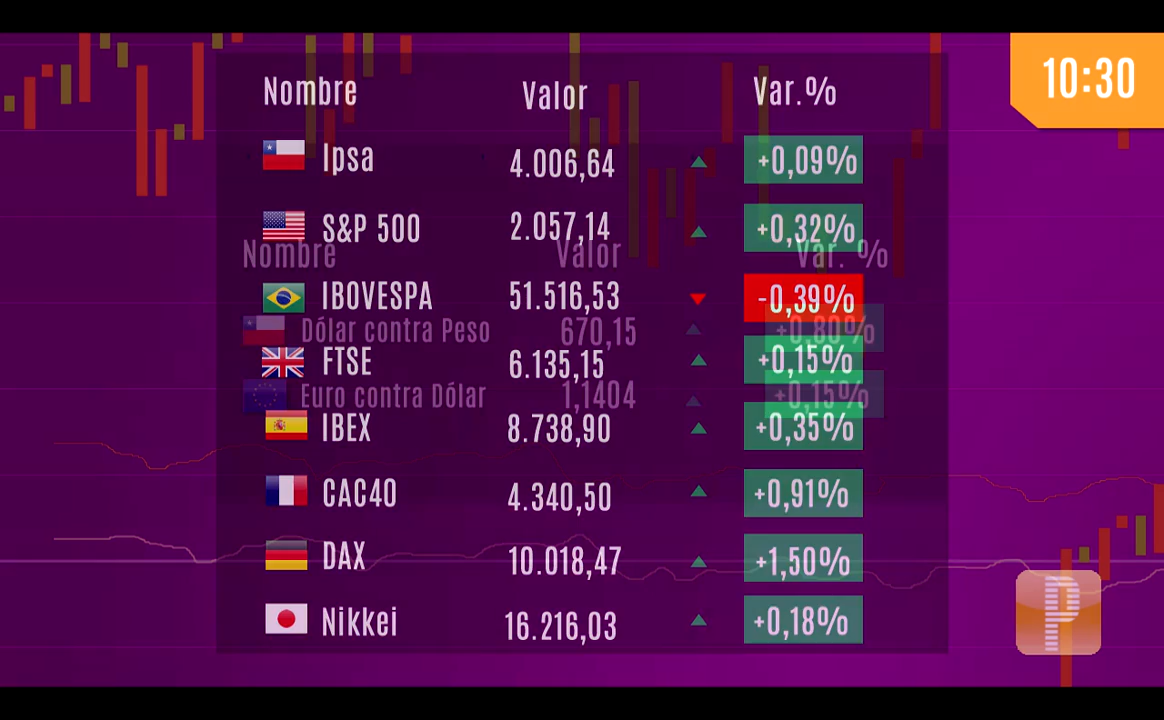 10:30
Nombre Valor Var.%
Ipsa 4.006,64 +0,09%
S&P 500 2.057,14 +0,32%
Nombre Valor Var. %
IBOVESPA 51.516,53 -0,39%
Dólar contra Peso 670,15 +0,80%
FTSE 6.135,15 +0,15%
Euro contra Dólar 1,1404 +0,15%
IBEX 8.738,90 +0,35%
CAC40 4.340,50 +0,91%
DAX 10.018,47 +1,50%
Nikkei 16.216,03 +0,18%
P